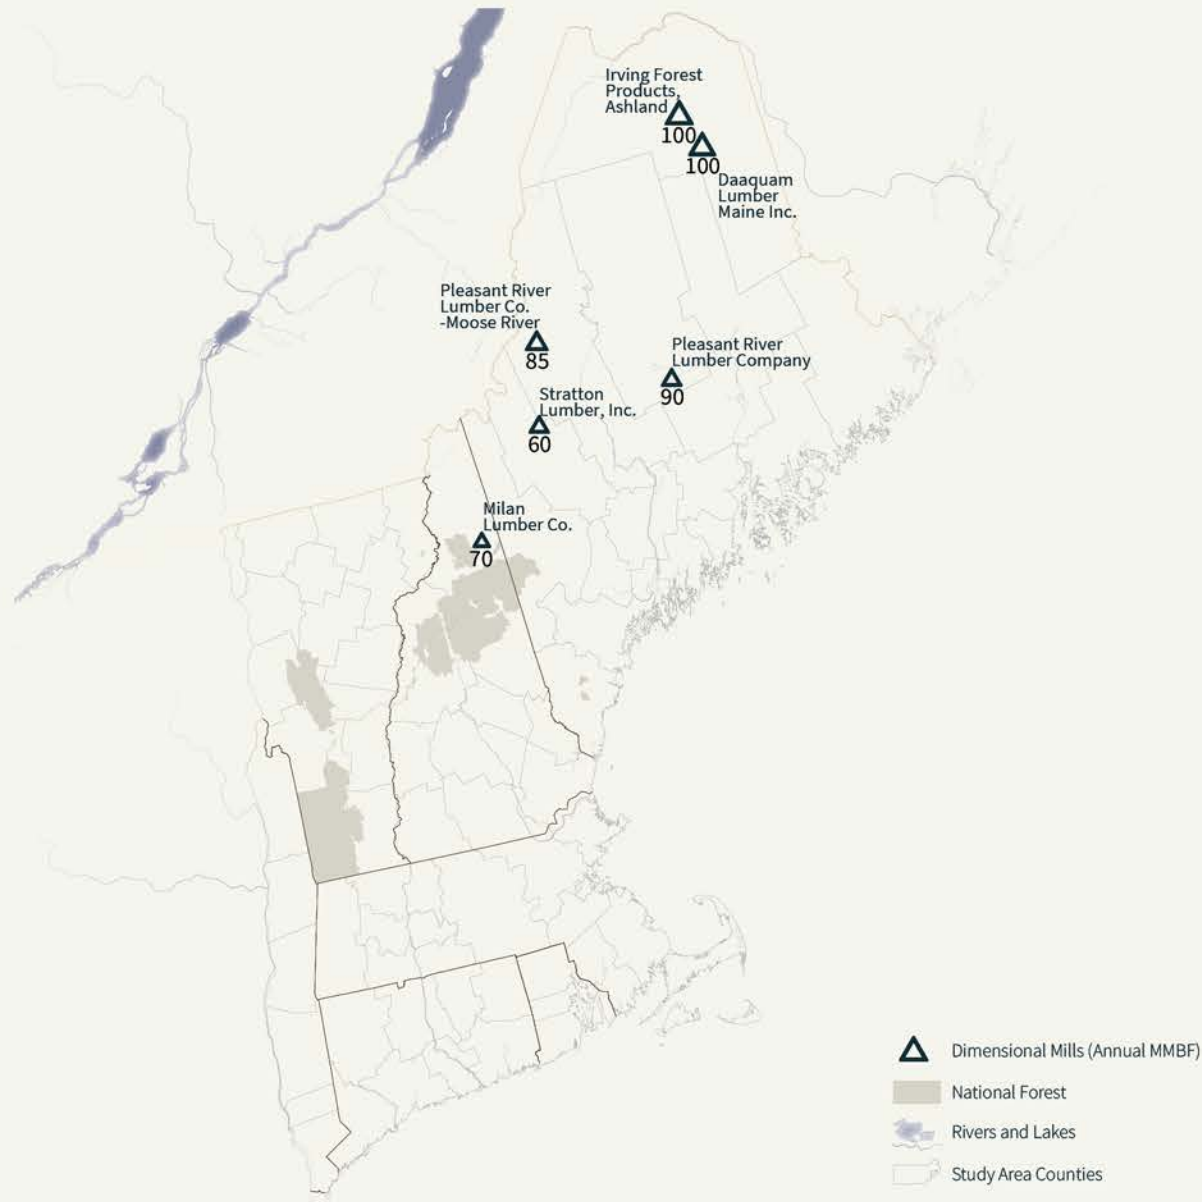 Irving Forest
Products,
Ashland
100
100
Daaquam
Lumber
Maine Inc.
Pleasant River
Lumber Co.
-Moose River
85
Pleasant River
Lumber Company
90
Stratton
Lumber, Inc.
60
Milan
Lumber Co.
70
Dimensional Mills (Annual MMBF)
National Forest
Rivers and Lakes
Study Area Counties